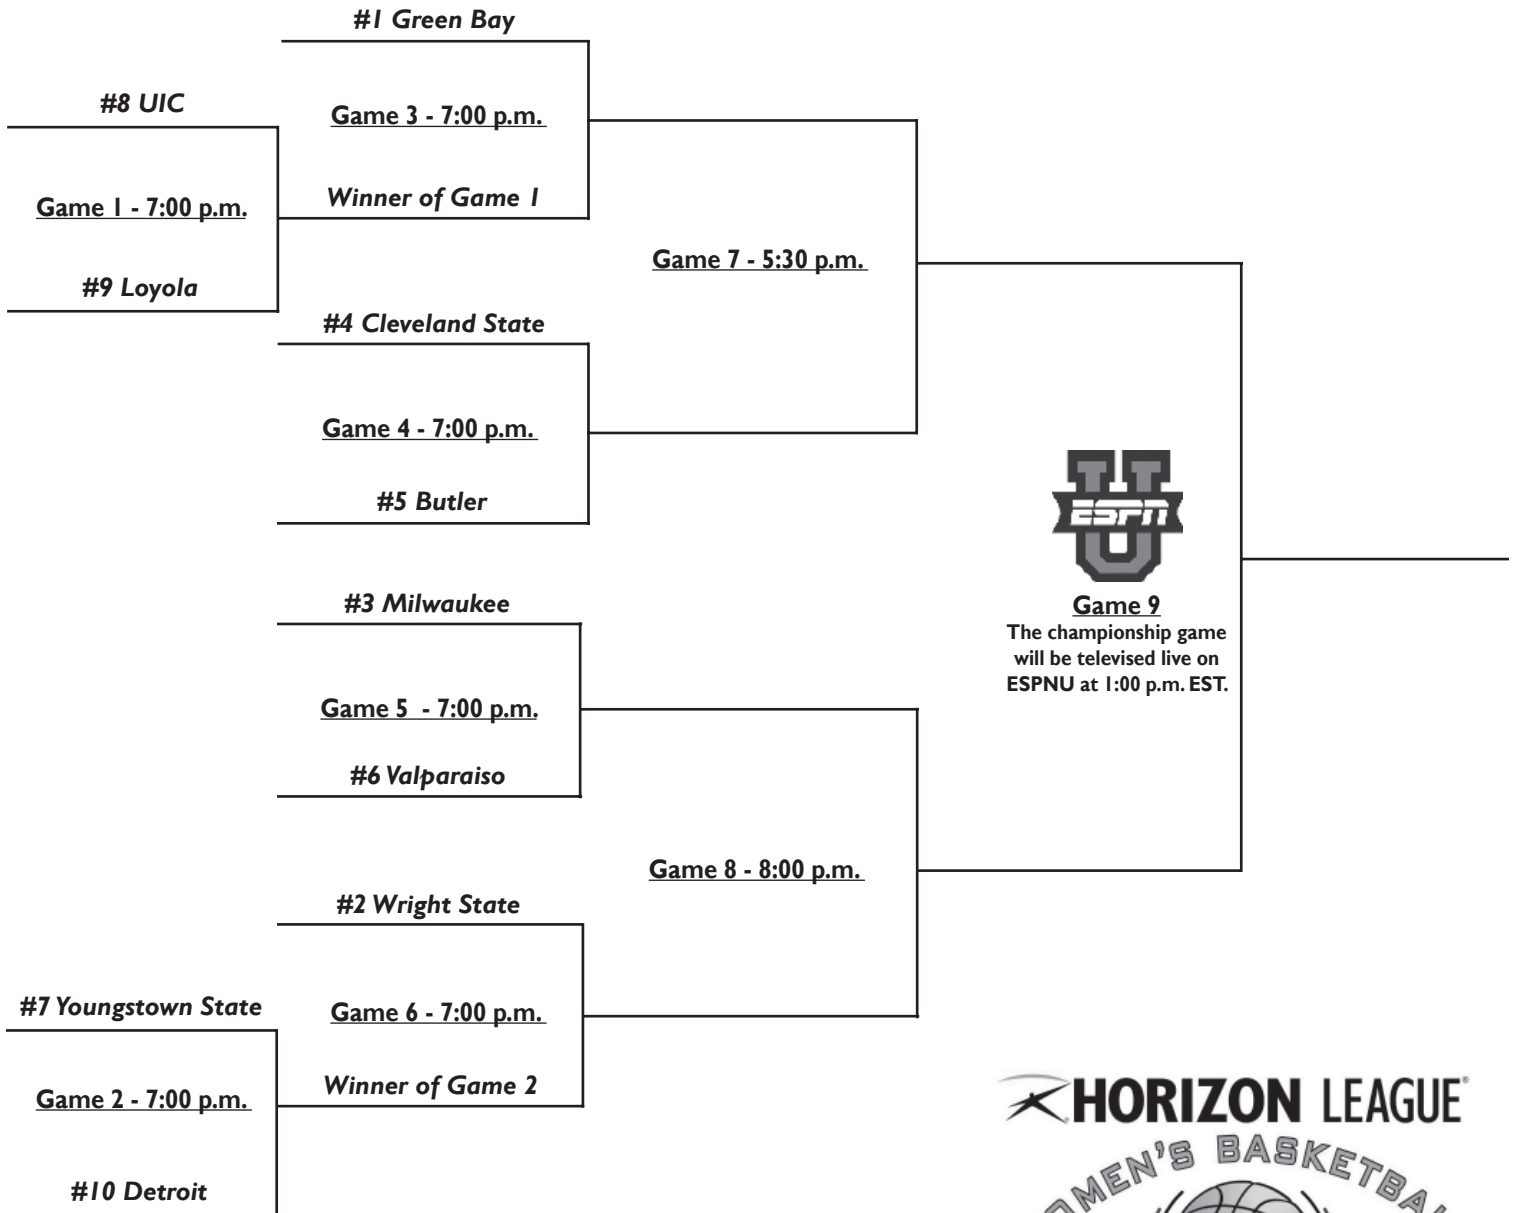 #1 Green Bay
#8 UIC
Game 3 - 7:00 p.m.
Winner of Game 1
Game 1 - 7:00 p.m.
#9 Loyola
Game 7 - 5:30 p.m.
#4 Cleveland State
Game 4 - 7:00 p.m.
#5 Butler
U
ESPN
Game 9
The championship game
will be televised live on
ESPNU at 1:00 p.m. EST.
#3 Milwaukee
Game 5 - 7:00 p.m.
#6 Valparaiso
Game 8 - 8:00 p.m.
#2 Wright State
#7 Youngstown State
Game 6 - 7:00 p.m.
Winner of Game 2
Game 2 - 7:00 p.m.
#10 Detroit
HORIZON LEAGUE®
OMEN'S BASKETBAL